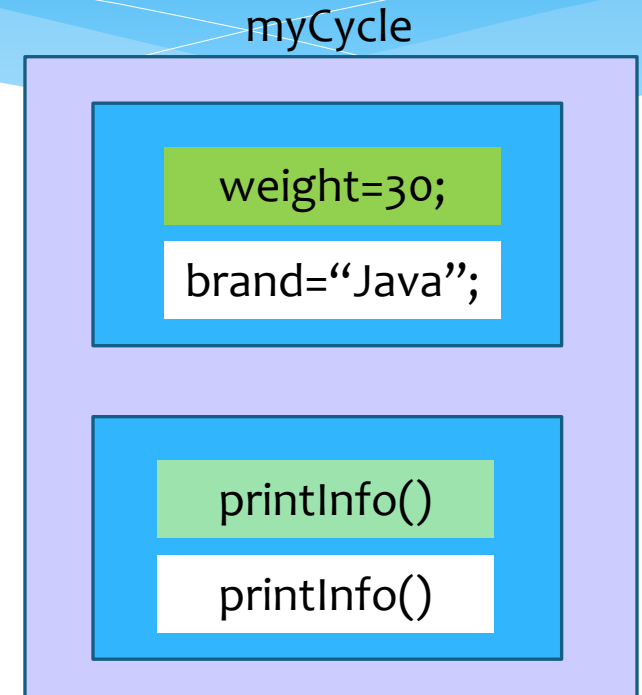 myCycle
weight=30;
brand=“Java”;
printInfo()
printInfo()